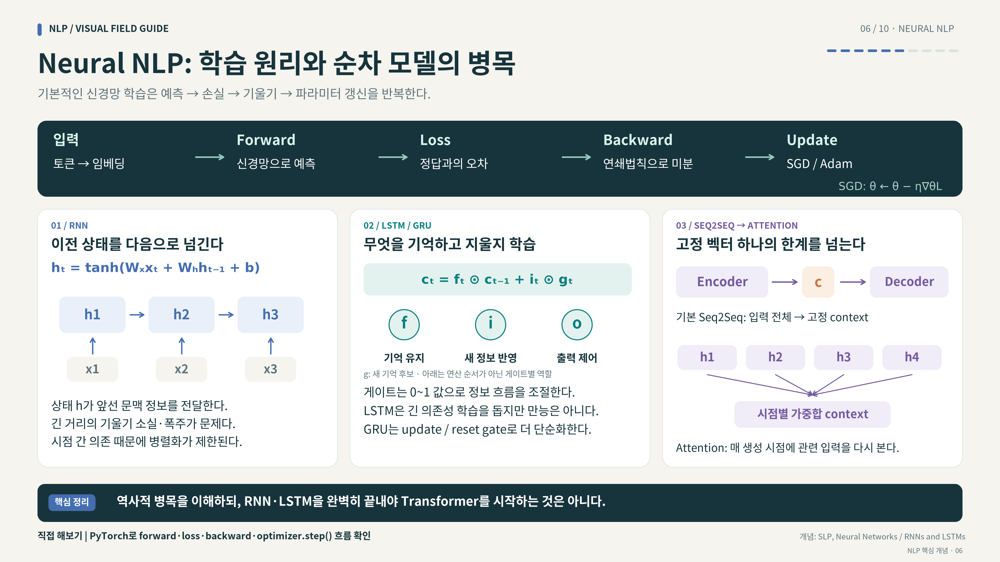 NLP / VISUAL FIELD GUIDE
06 / 10 · NEURAL NLP
Neural NLP: 학습 원리와 순차 모델의 병목
기본적인 신경망 학습은 예측 → 손실 → 기울기 → 파라미터 갱신을 반복한다.
입력
토큰 → 임베딩
Forward
신경망으로 예측
Loss
정답과의 오차
Backward
연쇄법칙으로 미분
Update
SGD / Adam
SGD: θ ← θ − η∇θL
01 / RNN
이전 상태를 다음으로 넘긴다
hₜ = tanh(Wₓxₜ + Wₕhₜ₋₁ + b)
h1
h2
h3
x1
x2
x3
상태 h가 앞선 문맥 정보를 전달한다.
긴 거리의 기울기 소실·폭주가 문제다.
시점 간 의존 때문에 병렬화가 제한된다.
02 / LSTM / GRU
무엇을 기억하고 지울지 학습
cₜ = fₜ ⊙ cₜ₋₁ + iₜ ⊙ gₜ
f
i
o
기억 유지
새 정보 반영
출력 제어
g: 새 기억 후보 · 아래는 연산 순서가 아닌 게이트별 역할
게이트는 0~1 값으로 정보 흐름을 조절한다.
LSTM은 긴 의존성 학습을 돕지만 만능은 아니다.
GRU는 update / reset gate로 더 단순화한다.
03 / SEQ2SEQ → ATTENTION
고정 벡터 하나의 한계를 넘는다
Encoder
c
Decoder
기본 Seq2Seq: 입력 전체 → 고정 context
h1
h2
h3
h4
시점별 가중합 context
Attention: 매 생성 시점에 관련 입력을 다시 본다.
핵심 정리
역사적 병목을 이해하되, RNN·LSTM을 완벽히 끝내야 Transformer를 시작하는 것은 아니다.
직접 해보기 | PyTorch로 forward·loss·backward·optimizer.step() 흐름 확인
개념: SLP, Neural Networks / RNNs and LSTMs
NLP 핵심 개념 · 06